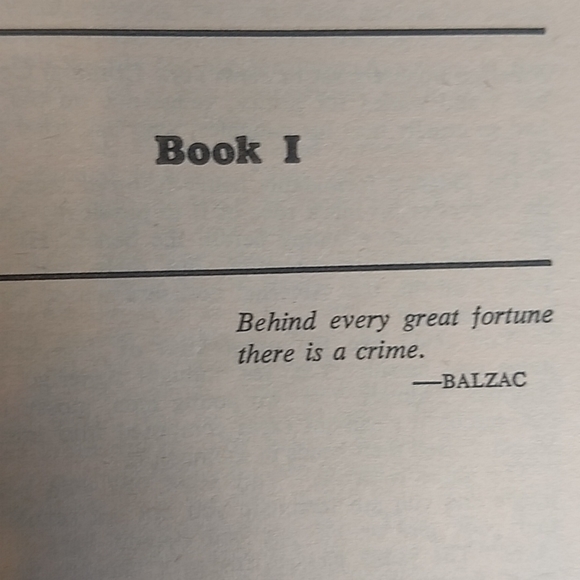 Book I
Behind every great fortune
there is a crime.
—BALZAC